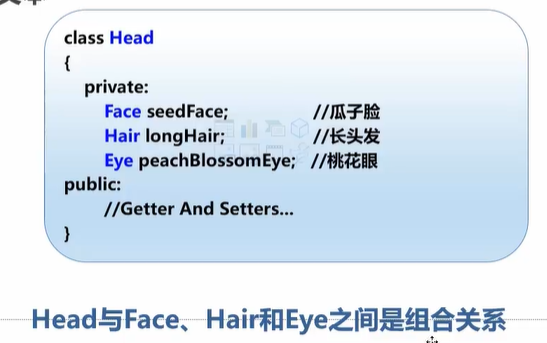 class Head
{
private:
Face seedFace; //瓜子脸
Hair longHair; //长头发
Eye peachBlossomEye; //桃花眼
public:
//Getter And Setters...
}
Head与Face、Hair和Eye之间是组合关系